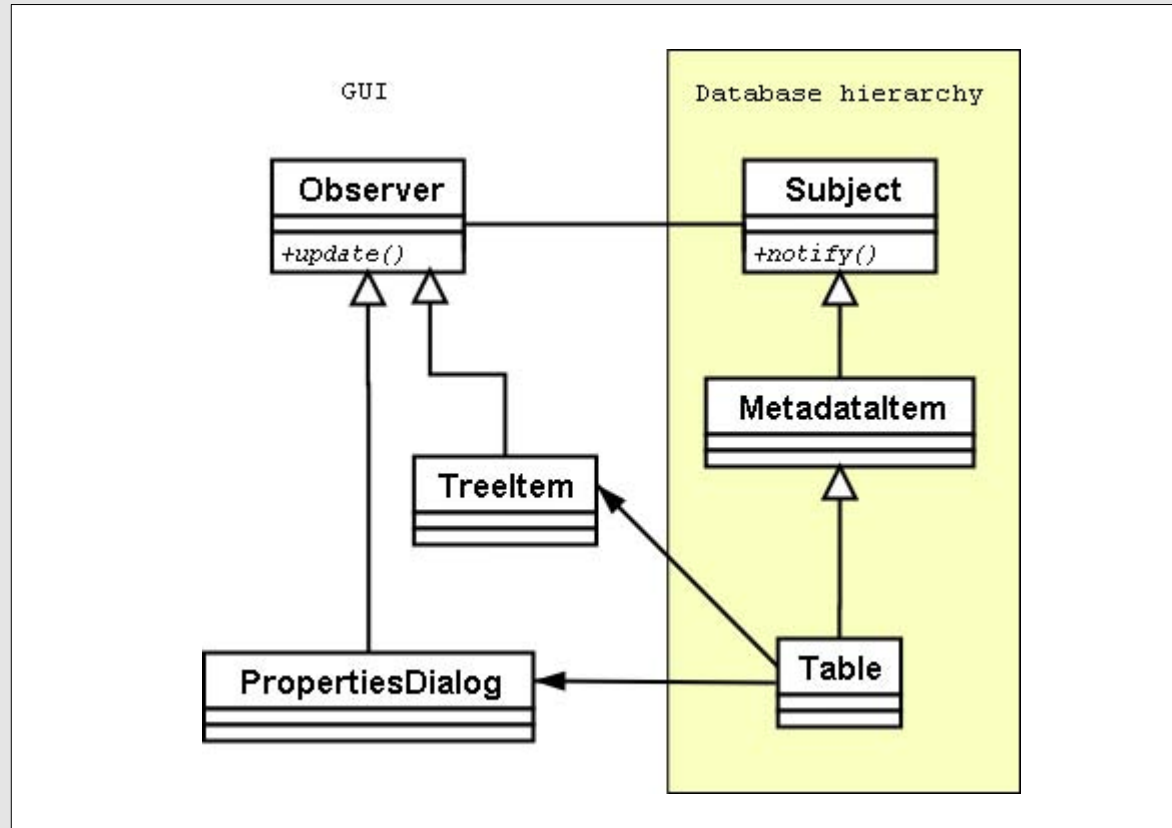 GUI
Database hierarchy
Observer
+update()
Subject
+notify()
MetadataItem
TreeItem
Table
PropertiesDialog